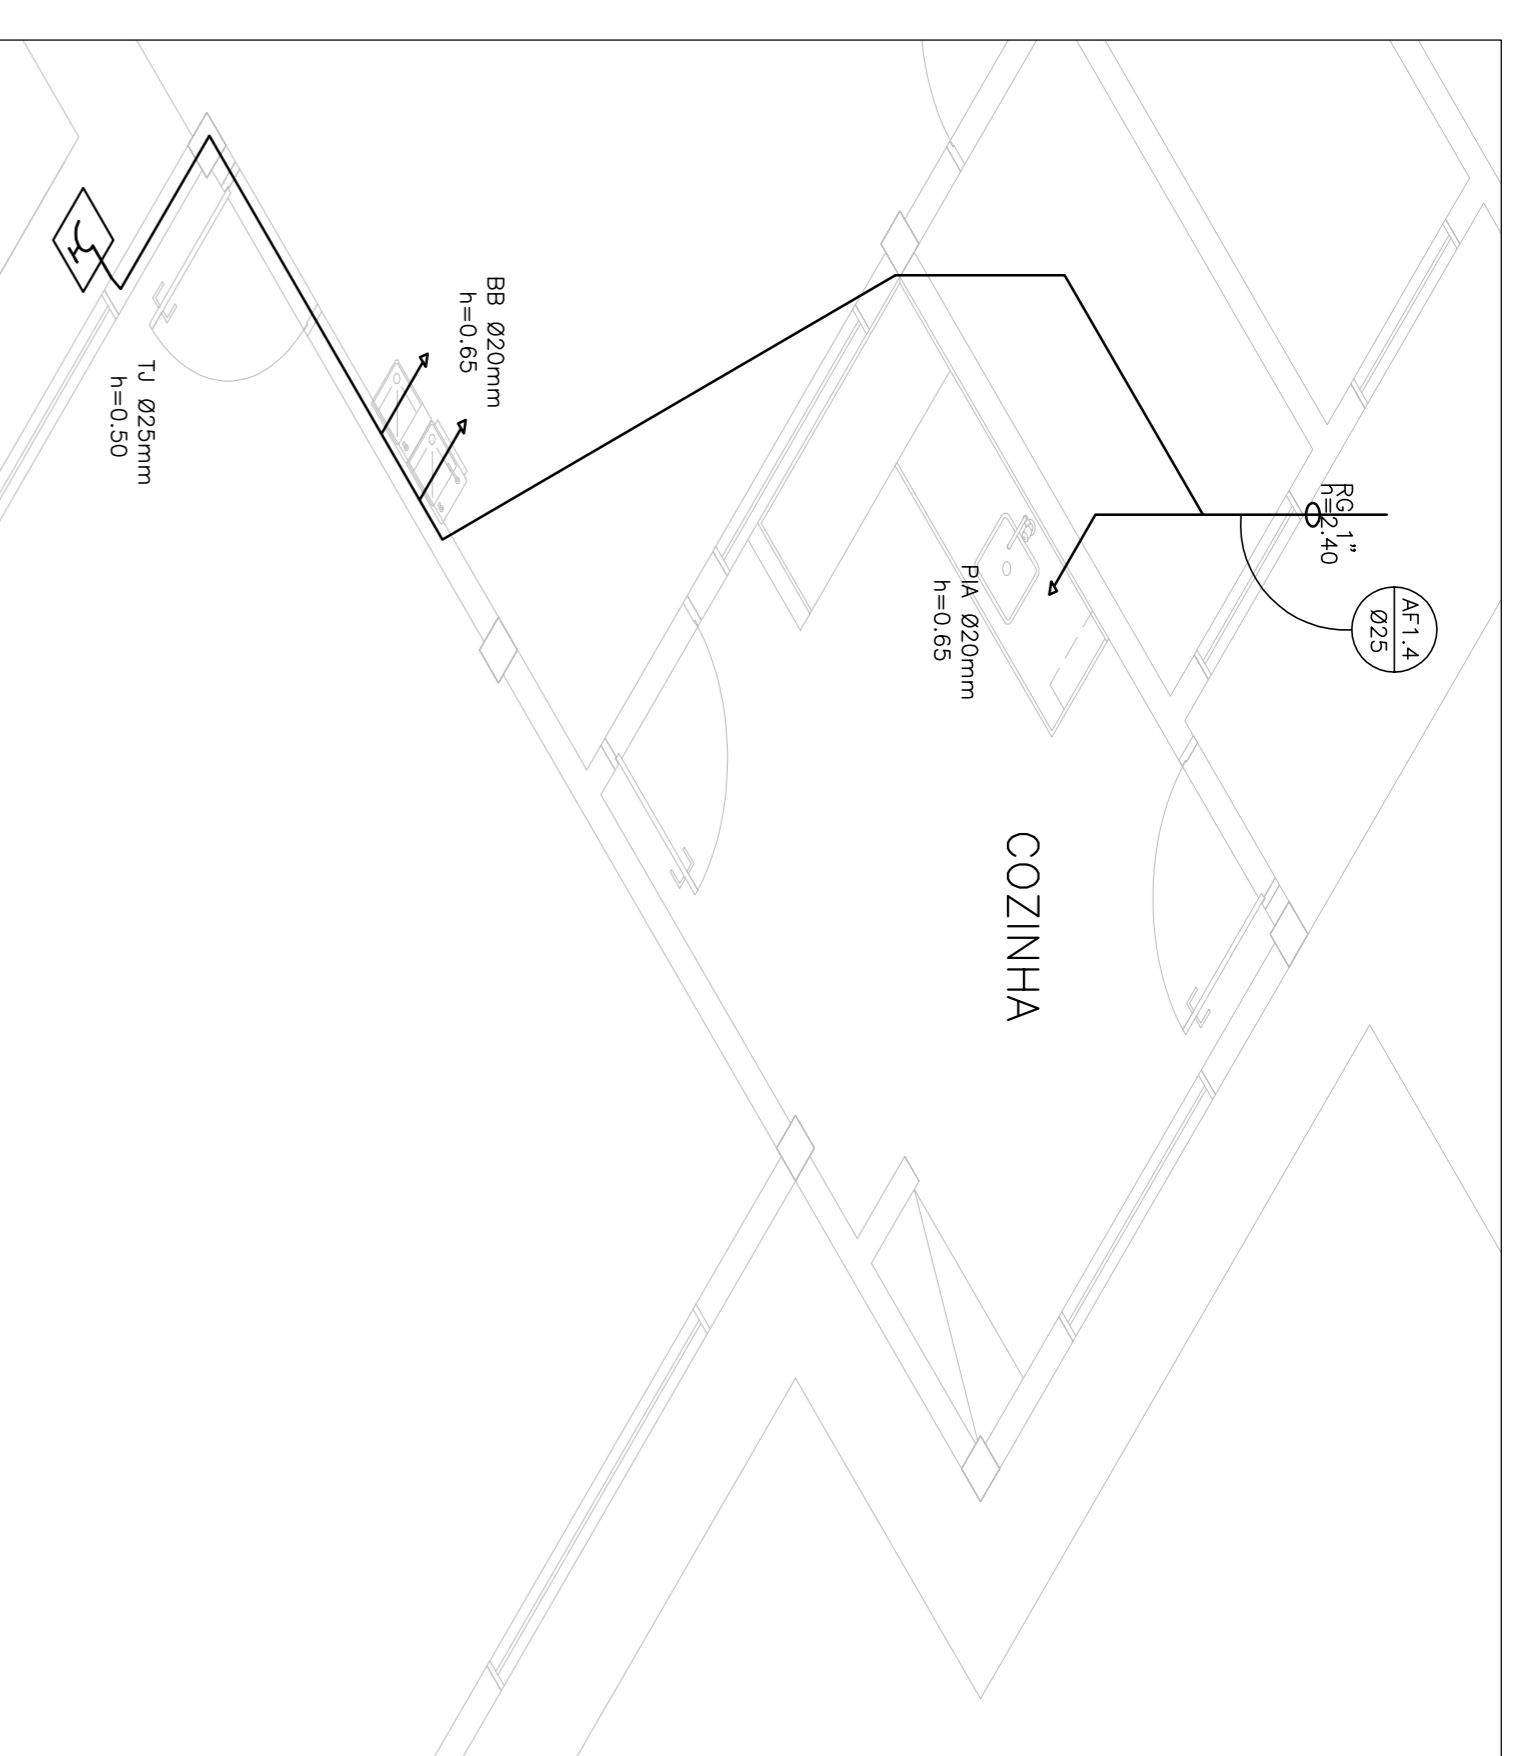 AF1.4
Ø25
RG 1"
h=2.40
COZINHA
PIA Ø20mm
h=0.65
BB Ø20mm
h=0.65
TJ Ø25mm
h=0.50